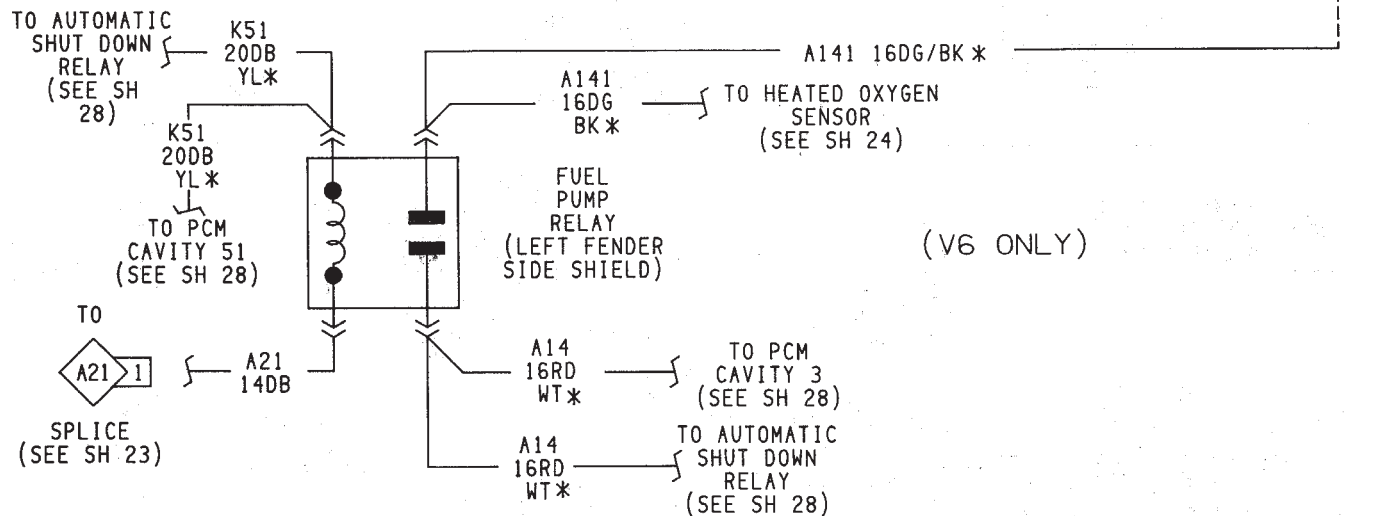 TO AUTOMATIC
SHUT DOWN
RELAY
(SEE SH
28)
K51
20DB
YL*
A141 16DG/BK*
A141
16DG
BK*
TO HEATED OXYGEN
SENSOR
(SEE SH 24)
K51
20DB
YL*
TO PCM
CAVITY 51
(SEE SH 28)
FUEL
PUMP
RELAY
(LEFT FENDER
SIDE SHIELD)
(V6 ONLY)
TO
A21 1
SPLICE
(SEE SH 23)
A21
14DB
A14
16RD
WT*
TO PCM
CAVITY 3
(SEE SH 28)
A14
16RD
WT*
TO AUTOMATIC
SHUT DOWN
RELAY
(SEE SH 28)